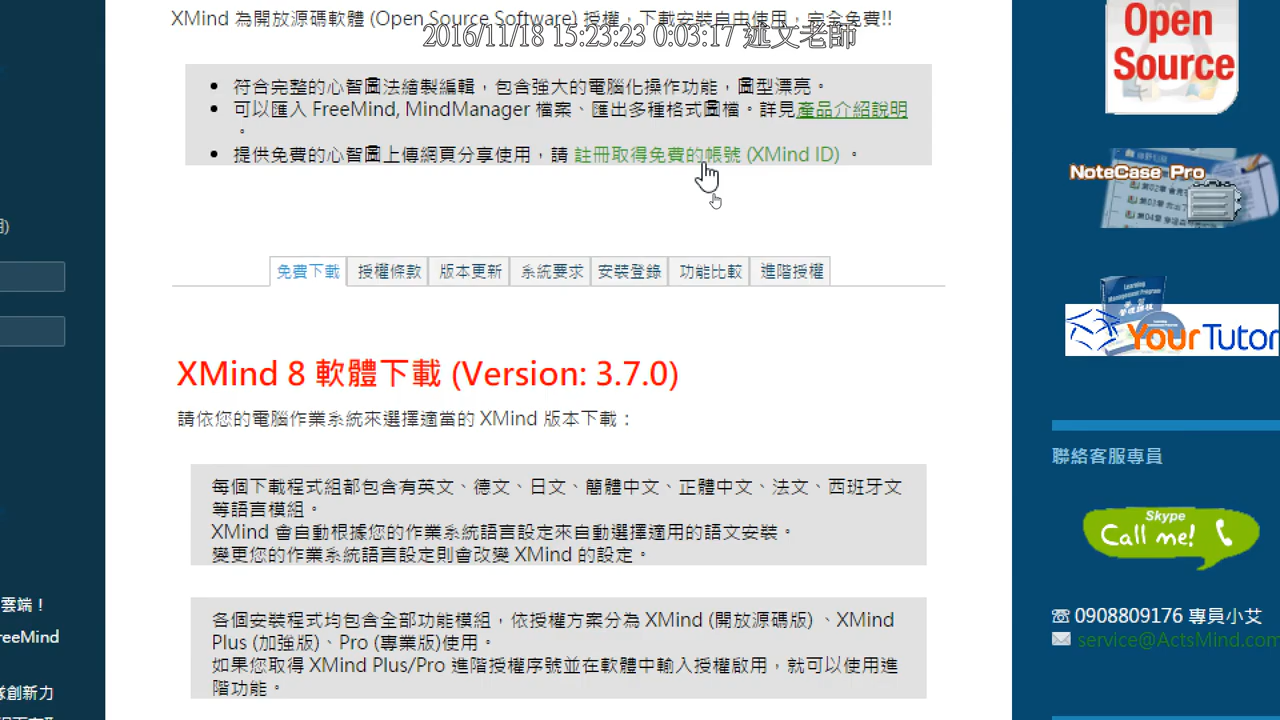 XMind 為開放源碼軟體 (Open Source Software) 授權，下載安裝自由使用，完全免費!!
2016/11/18 15:23:23 0:03:17 述文老師
符合完整的心智圖法繪製編輯，包含強大的電腦化操作功能，圖型漂亮。
可以匯入 FreeMind, MindManager 檔案、匯出多種格式圖檔。詳見產品介紹說明
。
提供免費的心智圖上傳網頁分享使用，請 註冊取得免費的帳號 (XMind ID) 。
免費下載 授權條款 版本更新 系統要求 安裝登錄 功能比較 進階授權
XMind 8 軟體下載 (Version: 3.7.0)
請依您的電腦作業系統來選擇適當的 XMind 版本下載：
每個下載程式組都包含有英文、德文、日文、簡體中文、正體中文、法文、西班牙文
等語言模組。
XMind 會自動根據您的作業系統語言設定來自動選擇適用的語文安裝。
變更您的作業系統語言設定則會改變 XMind 的設定。
各個安裝程式均包含全部功能模組，依授權方案分為 XMind (開放源碼版) 、XMind
Plus (加強版)、Pro (專業版)使用。
如果您取得 XMind Plus/Pro 進階授權序號並在軟體中輸入授權啟用，就可以使用進
階功能。
雲端！
reeMind
隊創新力
Open
Source
NoteCase Pro
Learning
Management Program
YourTutor
聯絡客服專員
Skype
Call me!
☏ 0908809176 專員小艾
service@ActsMind.com